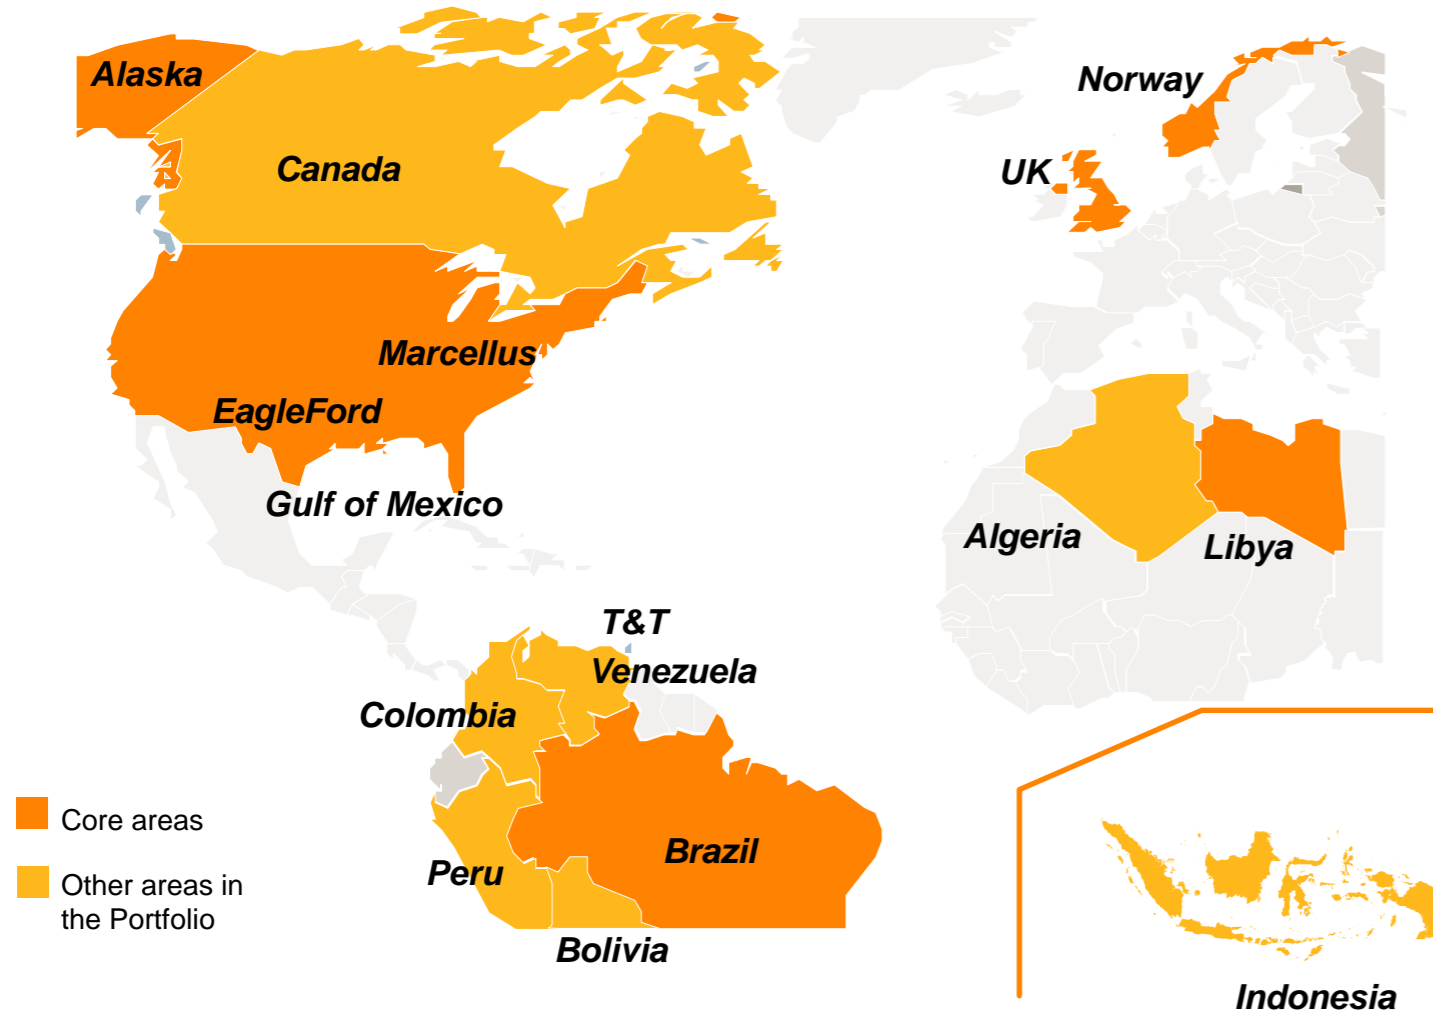 Alaska
Norway
Canada
UK
Marcellus
EagleFord
Gulf of Mexico
Algeria
Libya
T&T
Venezuela
Colombia
Core areas
Brazil
Peru
Other areas in
the Portfolio
Bolivia
Indonesia